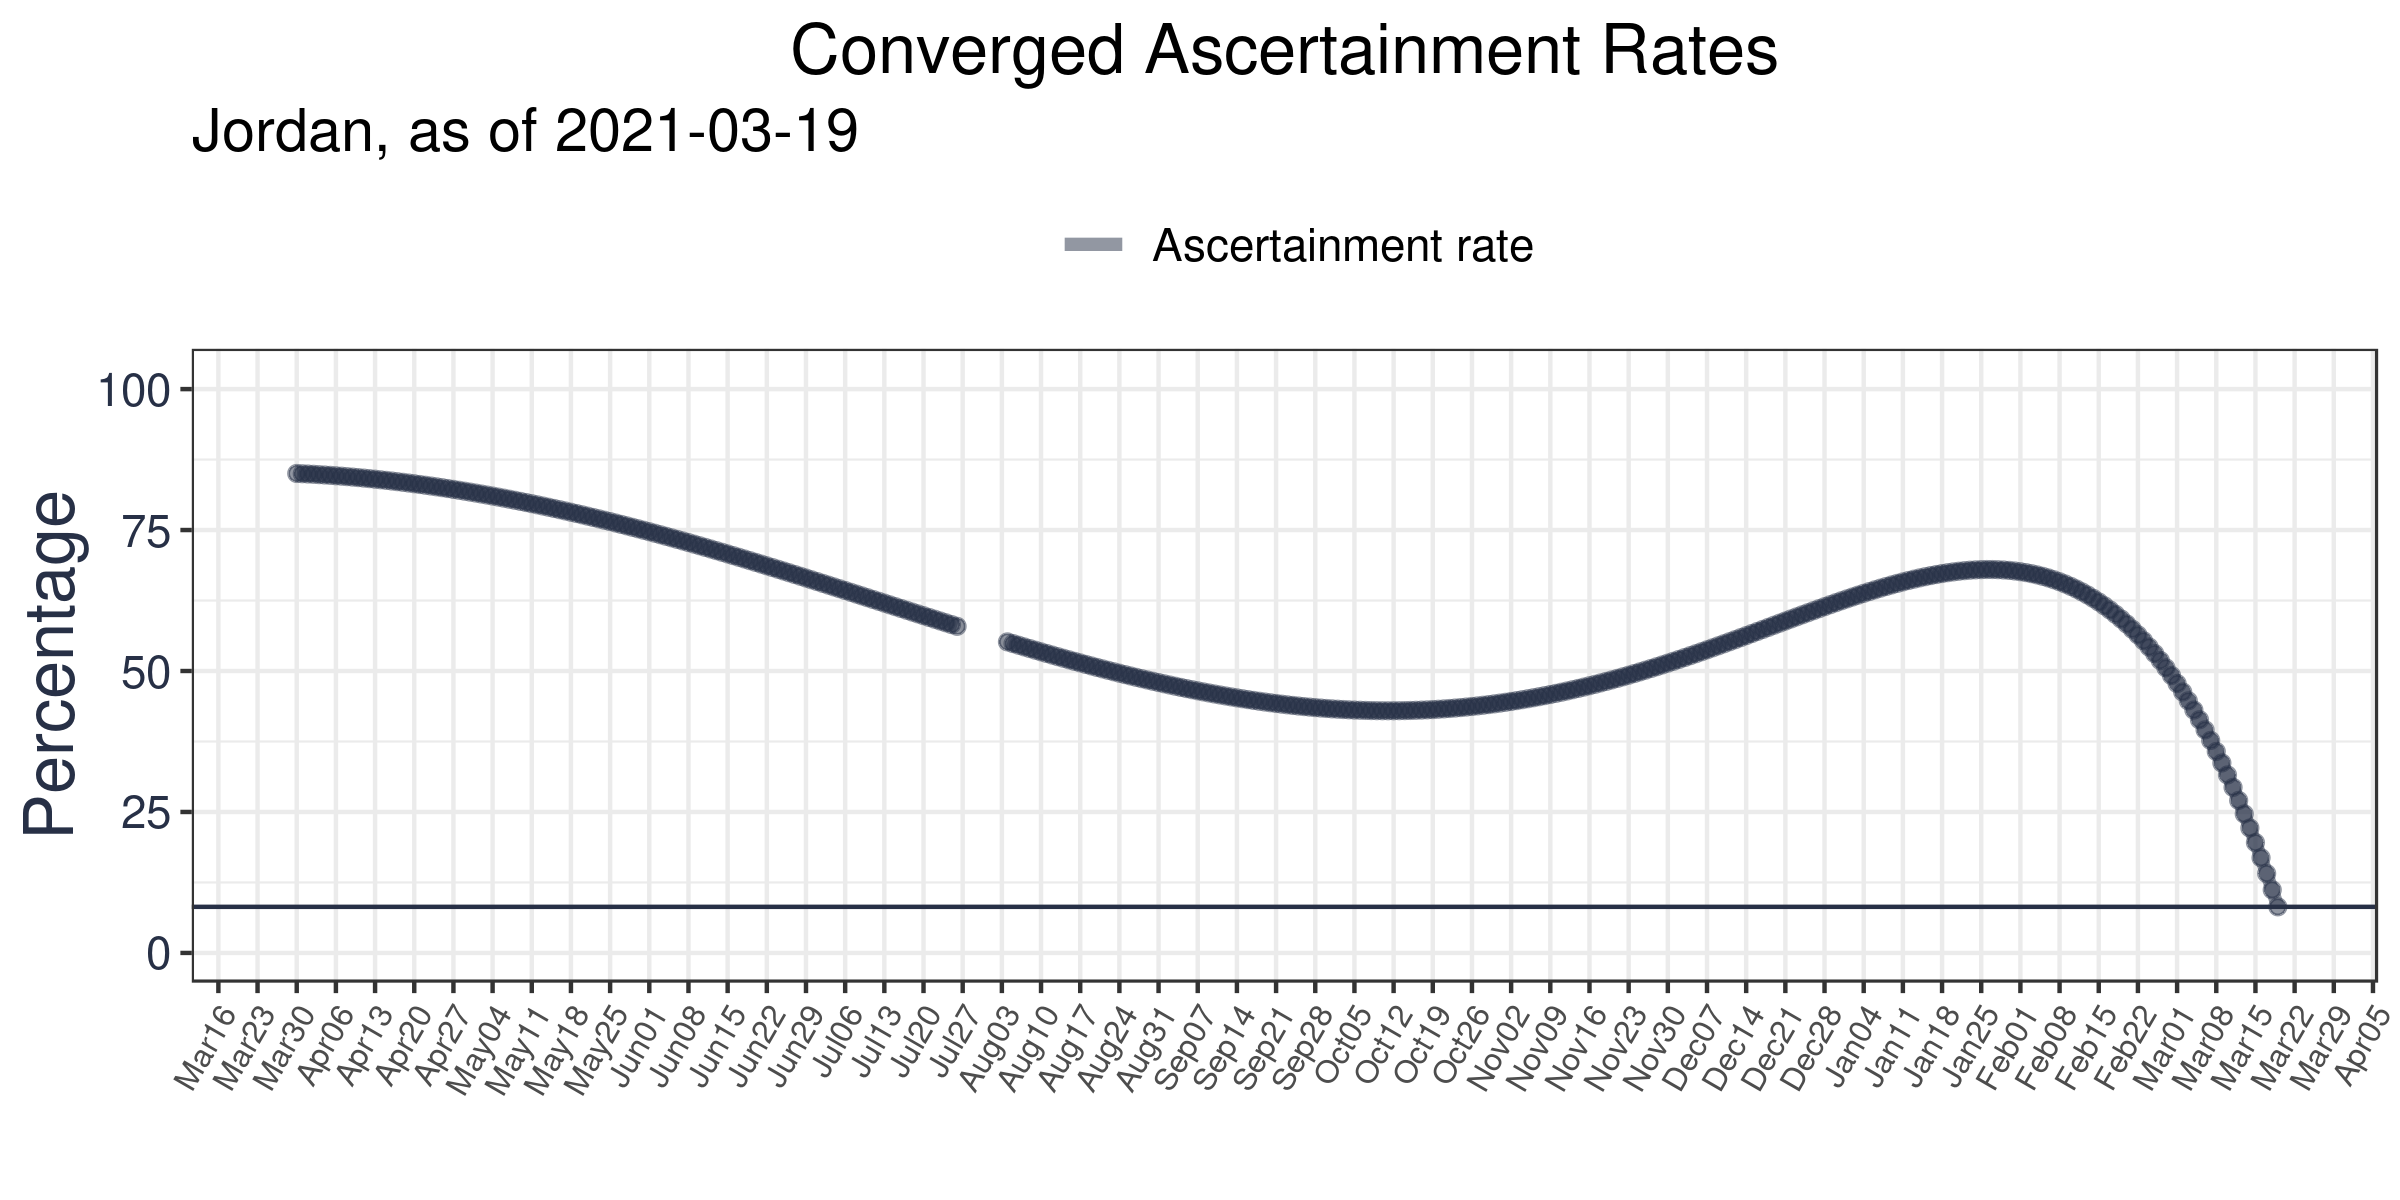 Converged Ascertainment Rates
Jordan, as of 2021-03-19
Ascertainment rate
Percentage
100
75
50
25
0
Mar16 Mar23 Mar30 Apr06 Apr13 Apr20 Apr27 May04 May11 May18 May25 Jun01 Jun08 Jun15 Jun22 Jun29 Jul06 Jul13 Jul20 Jul27 Aug03 Aug10 Aug17 Aug24 Aug31 Sep07 Sep14 Sep21 Sep28 Oct05 Oct12 Oct19 Oct26 Nov02 Nov09 Nov16 Nov23 Nov30 Dec07 Dec14 Dec21 Dec28 Jan04 Jan11 Jan18 Jan25 Feb01 Feb08 Feb15 Feb22 Mar01 Mar08 Mar15 Mar22 Mar29 Apr05